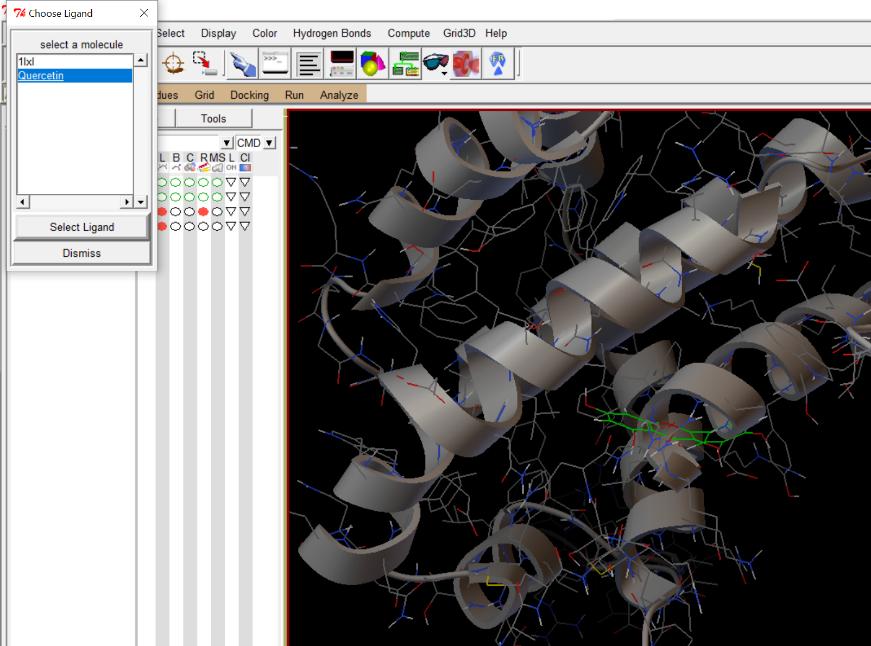 Choose Ligand
select a molecule
1lxl
Quercetin
Select Ligand
Dismiss
Select Display Color Hydrogen Bonds Compute Grid3D Help
dues Grid Docking Run Analyze
Tools
CMD
L B C R MS L Cl